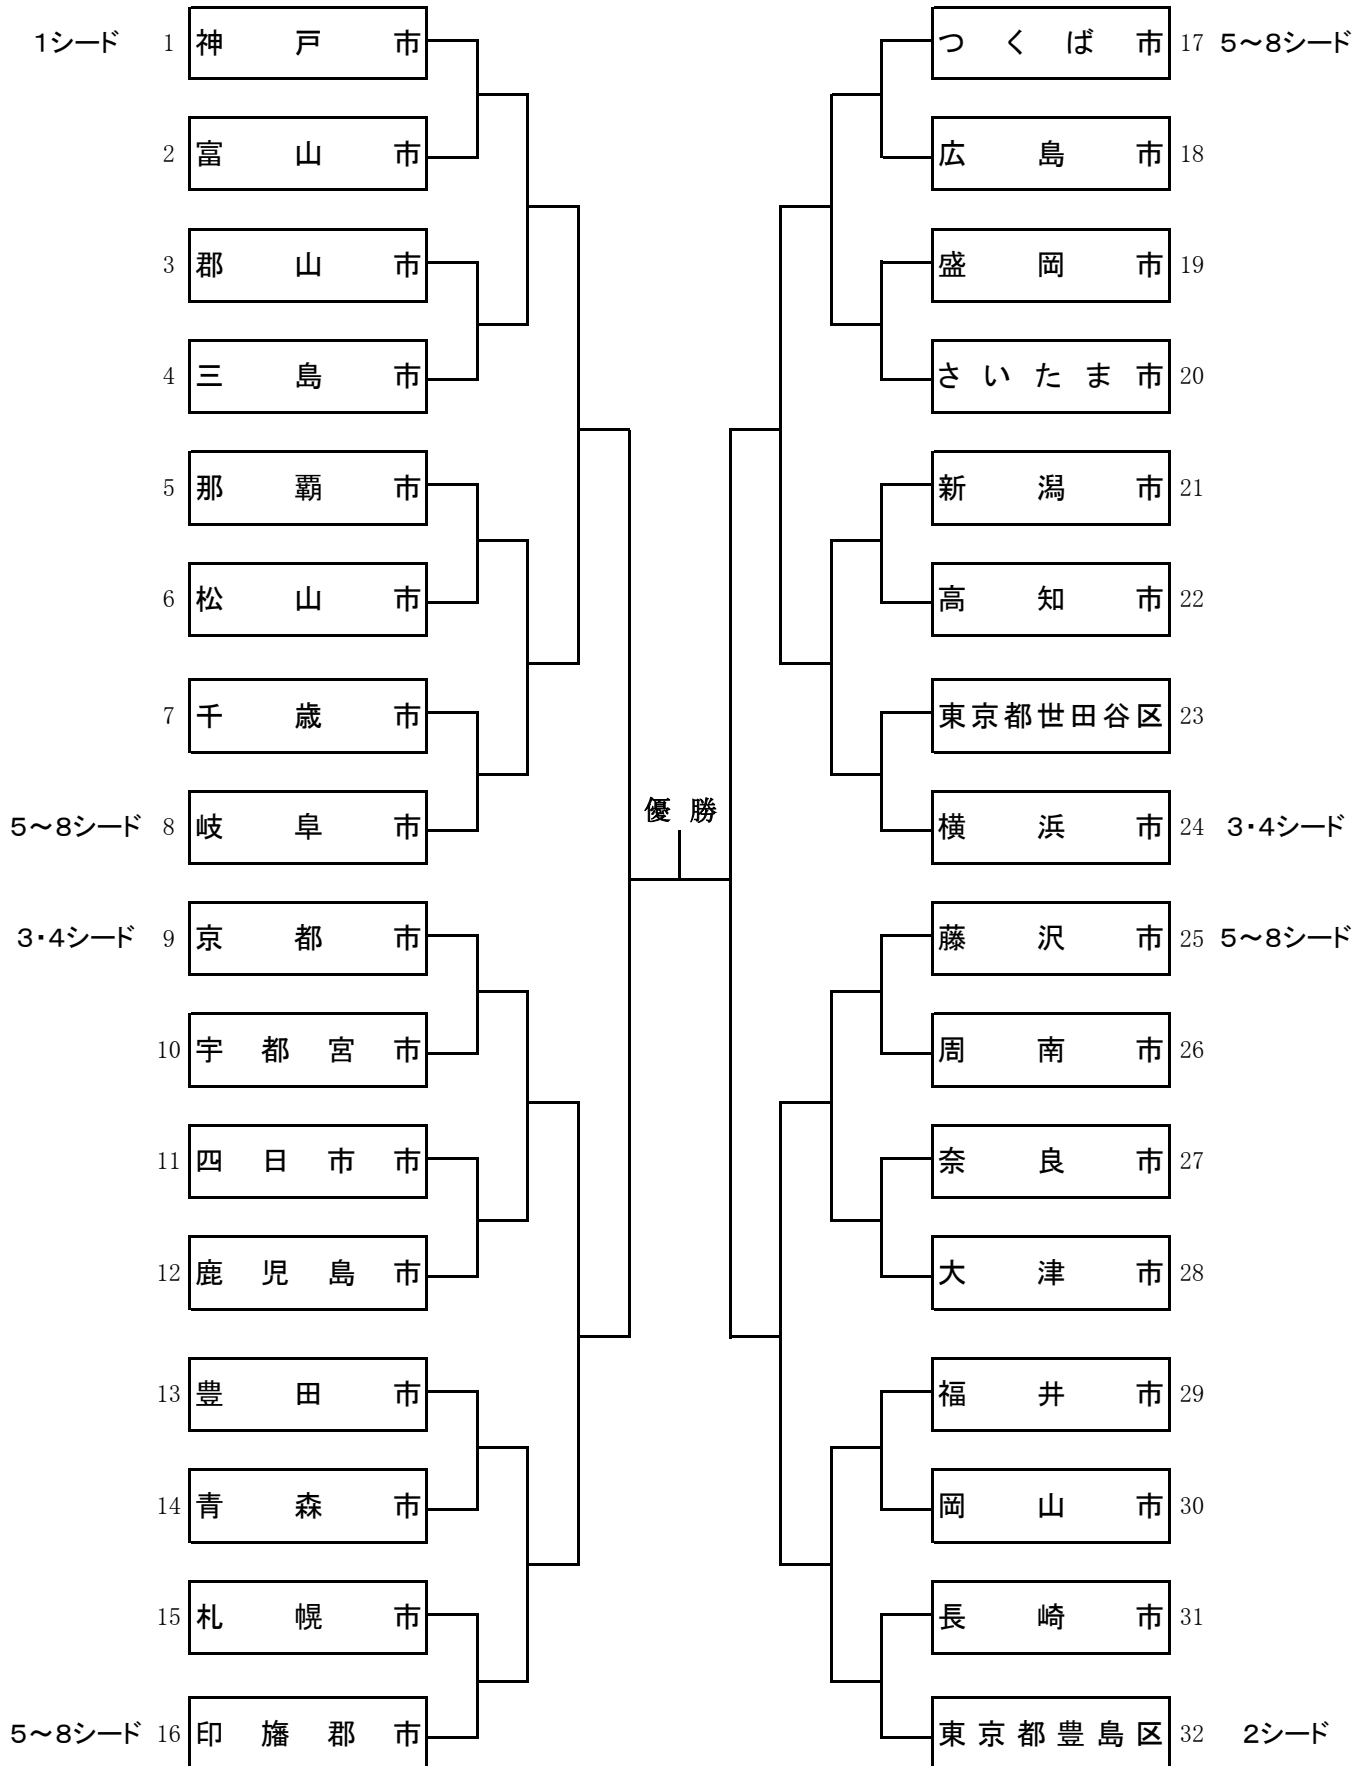 1シード 1 神戸市
2 富山市
3 郡山市
4 三島市
5 那覇市
6 松山市
7 千歳市
5～8シード 8 岐阜市
3・4シード 9 京都市
10 宇都宮市
11 四日市市
12 鹿児島市
13 豊田市
14 青森市
15 札幌市
5～8シード 16 印旛郡市
優勝
つくば市 17 5～8シード
広島市 18
盛岡市 19
さいたま市 20
新潟市 21
高知市 22
東京都世田谷区 23
横浜市 24 3・4シード
藤沢市 25 5～8シード
周南市 26
奈良市 27
大津市 28
福井市 29
岡山市 30
長崎市 31
東京都豊島区 32 2シード